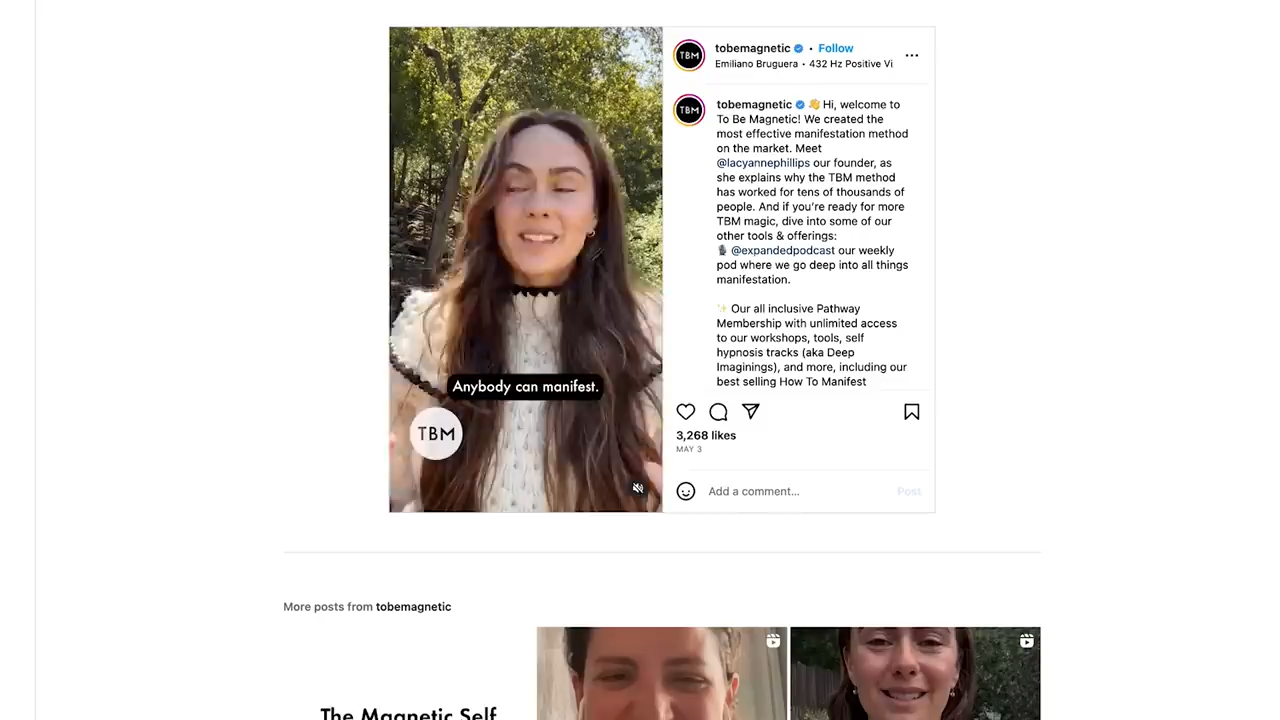 TBM
tobemagnetic • Follow
Emiliano Bruguera • 432 Hz Positive Vi
TBM
tobemagnetic 👋 Hi, welcome to
To Be Magnetic! We created the
most effective manifestation method
on the market. Meet
@lacyannephillips our founder, as
she explains why the TBM method
has worked for tens of thousands of
people. And if you're ready for more
TBM magic, dive into some of our
other tools & offerings:
🎙️ @expandedpodcast our weekly
pod where we go deep into all things
manifestation.
✨ Our all inclusive Pathway
Membership with unlimited access
to our workshops, tools, self
hypnosis tracks (aka Deep
Imaginings), and more, including our
best selling How To Manifest
Anybody can manifest.
TBM
3,268 likes
MAY 3
Add a comment...
Post
More posts from tobemagnetic
The Magnetic Self